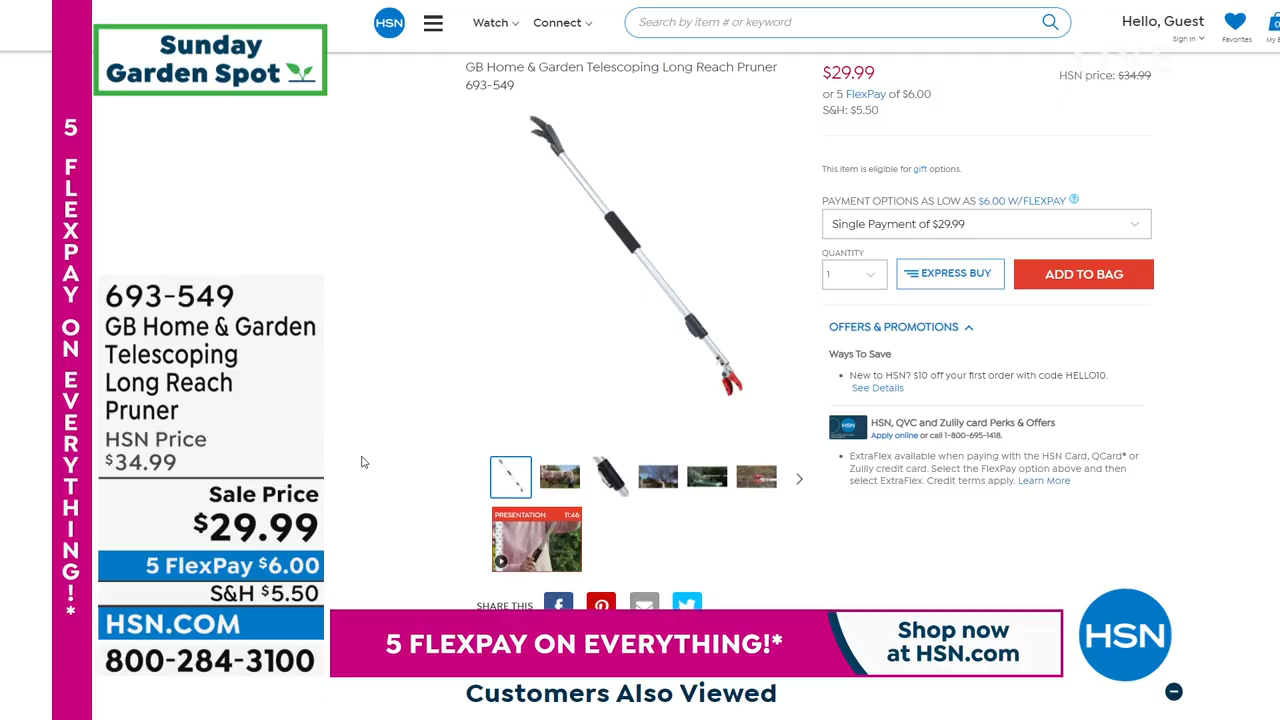 Sunday
Garden Spot
5 FLEXPAY ON EVERYTHING!*
693-549
GB Home & Garden
Telescoping
Long Reach
Pruner
HSN Price
$34.99
Sale Price
$29.99
5 FlexPay $6.00
S&H $5.50
HSN.COM
800-284-3100
HSN
Watch
Connect
Search by item # or keyword
Hello, Guest
Sign In
Favorites
0
GB Home & Garden Telescoping Long Reach Pruner
693-549
$29.99
HSN price: $34.99
or 5 FlexPay of $6.00
S&H: $5.50
This item is eligible for gift options.
PAYMENT OPTIONS AS LOW AS $6.00 W/FLEXPAY ?
Single Payment of $29.99
QUANTITY
1
EXPRESS BUY
ADD TO BAG
OFFERS & PROMOTIONS
Ways To Save
• New to HSN? $10 off your first order with code HELLO10.
See Details
HSN
HSN, QVC and Zulily card Perks & Offers
Apply online or call 1-800-695-1418.
• ExtraFlex available when paying with the HSN Card, QCard® or
Zulily credit card. Select the FlexPay option above and then
select ExtraFlex. Credit terms apply. Learn More
PRESENTATION 11:46
SHARE THIS
5 FLEXPAY ON EVERYTHING!*
Shop now
at HSN.com
HSN
Customers Also Viewed